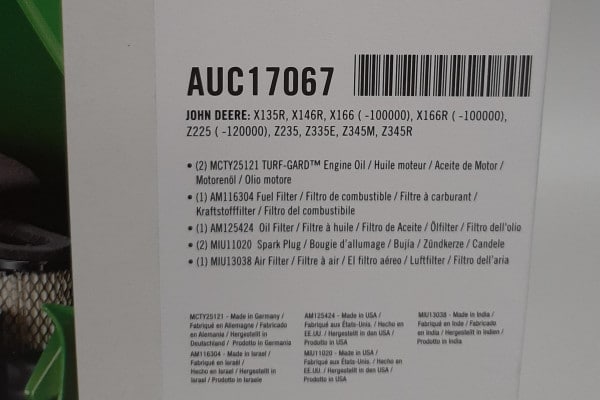 AUC17067
JOHN DEERE: X135R, X146R, X166 ( -100000), X166R ( -100000),
Z225 ( -120000), Z235, Z335E, Z345M, Z345R
• (2) MCTY25121 TURF-GARD™ Engine Oil / Huile moteur / Aceite de Motor /
Motorenöl / Olio motore
• (1) AM116304 Fuel Filter / Filtro de combustible / Filtre à carburant /
Kraftstofffilter / Filtro del combustibile
• (1) AM125424 Oil Filter / Filtre à huile / Filtro de Aceite / Ölfilter / Filtro dell'olio
• (2) MIU11020 Spark Plug / Bougie d'allumage / Bujía / Zündkerze / Candele
• (1) MIU13038 Air Filter / Filtre à air / El filtro aéreo / Luftfilter / Filtro dell'aria
MCTY25121 - Made in Germany /
Fabriqué en Allemagne / Fabricado
en Alemania / Hergestellt in
Deutschland / Prodotto in Germania
AM116304 - Made in Israel /
Fabriqué en Israël /
Hecho en Israel / Hergestellt in
Israel / Prodotto in Israele
AM125424 - Made in USA /
Fabriqué aux États-Unis. / Hecho en
EE.UU. / Hergestellt in den USA /
Prodotto in USA
MIU11020 - Made in USA /
Fabriqué aux États-Unis. / Hecho en
EE.UU. / Hergestellt in den USA /
Prodotto in USA
MIU13038 - Made in India /
Fabriqué en Inde / Fabricado
en India / Hergestellt in Indien /
Prodotto in India